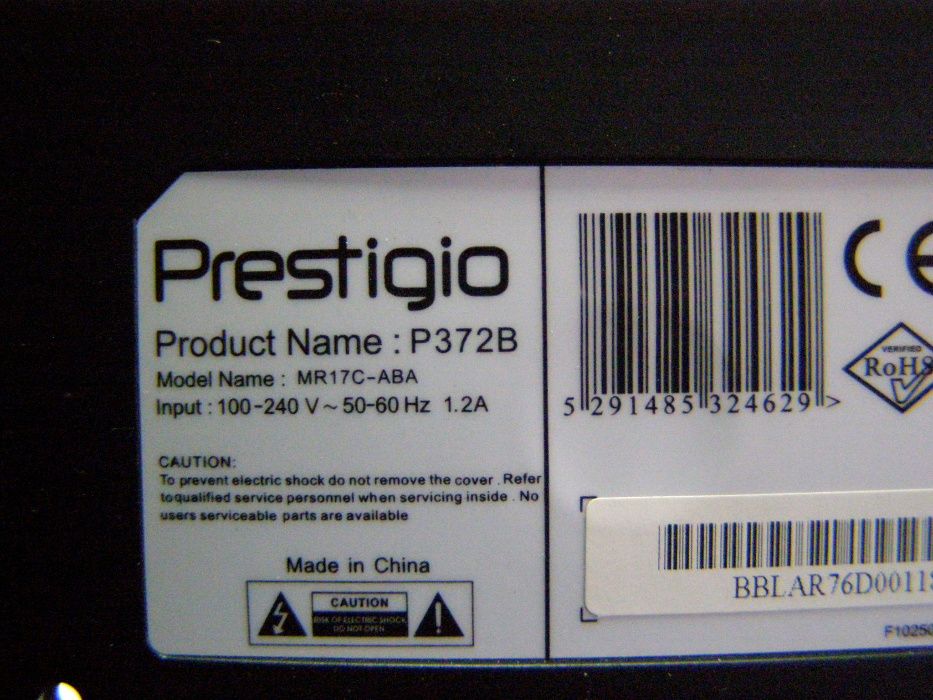 Prestigio
Product Name : P372B
Model Name : MR17C-ABA
Input : 100-240 V ~ 50-60 Hz 1.2A
CAUTION:
To prevent electric shock do not remove the cover . Refer
toqualified service personnel when servicing inside . No
users serviceable parts are available
Made in China
CAUTION
RISK OF ELECTRIC SHOCK
DO NOT OPEN
5 291485 324629 >
CE
VERIFIED
RoHS
BBLAR76D0011
F10250